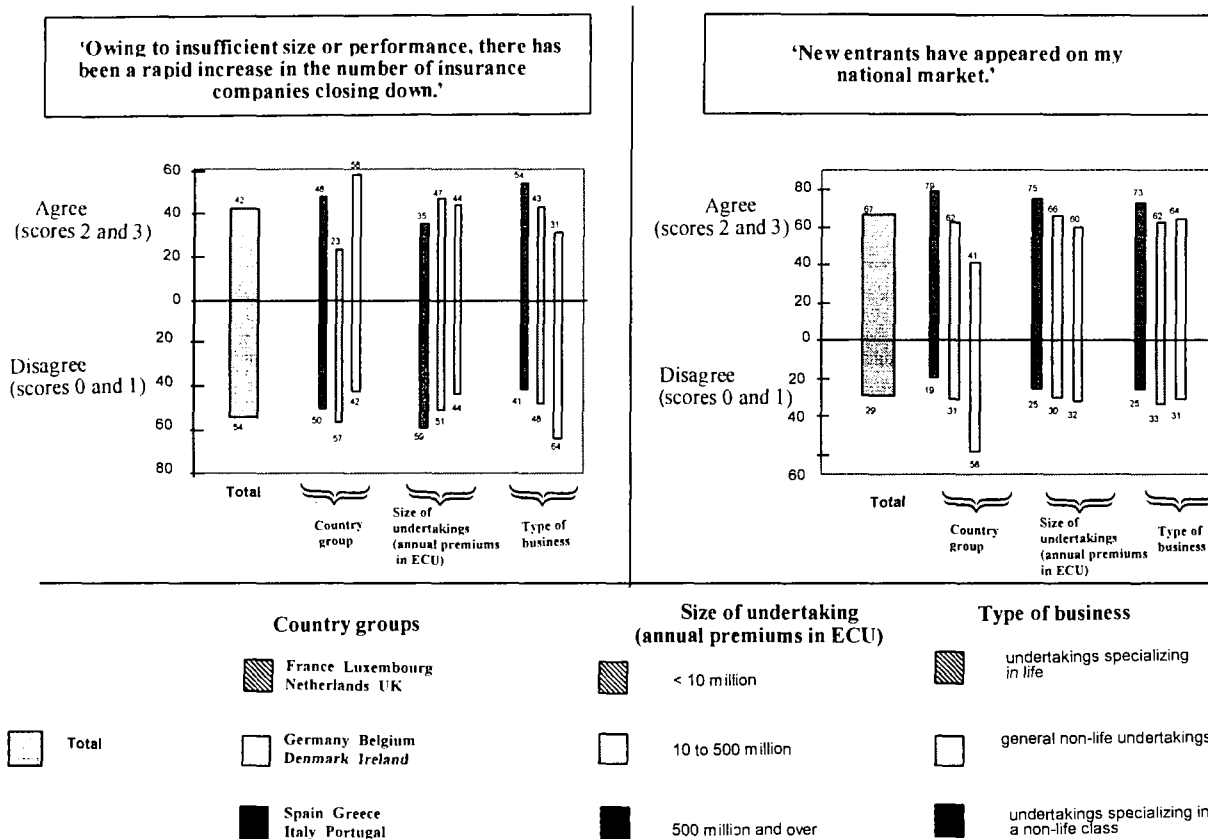 'Owing to insufficient size or performance, there has
been a rapid increase in the number of insurance
companies closing down.'
60
40
20
0
20
40
60
80
Agree
(scores 2 and 3)
Disagree
(scores 0 and 1)
42
54
48
50
23
57
58
42
35
59
47
51
44
44
54
41
43
48
31
64
Total
Country
group
Size of
undertakings
(annual premiums
in ECU)
Type of
business
'New entrants have appeared on my
national market.'
80
60
40
20
0
20
40
60
Agree
(scores 2 and 3)
Disagree
(scores 0 and 1)
67
29
79
19
62
31
41
58
75
25
66
30
60
32
73
25
62
33
64
31
Total
Country
group
Size of
undertakings
(annual premiums
in ECU)
Type of
business
Total
Country groups
France Luxembourg
Netherlands UK
Germany Belgium
Denmark Ireland
Spain Greece
Italy Portugal
Size of undertaking
(annual premiums in ECU)
< 10 million
10 to 500 million
500 million and over
Type of business
undertakings specializing
in life
general non-life undertakings
undertakings specializing in
a non-life class